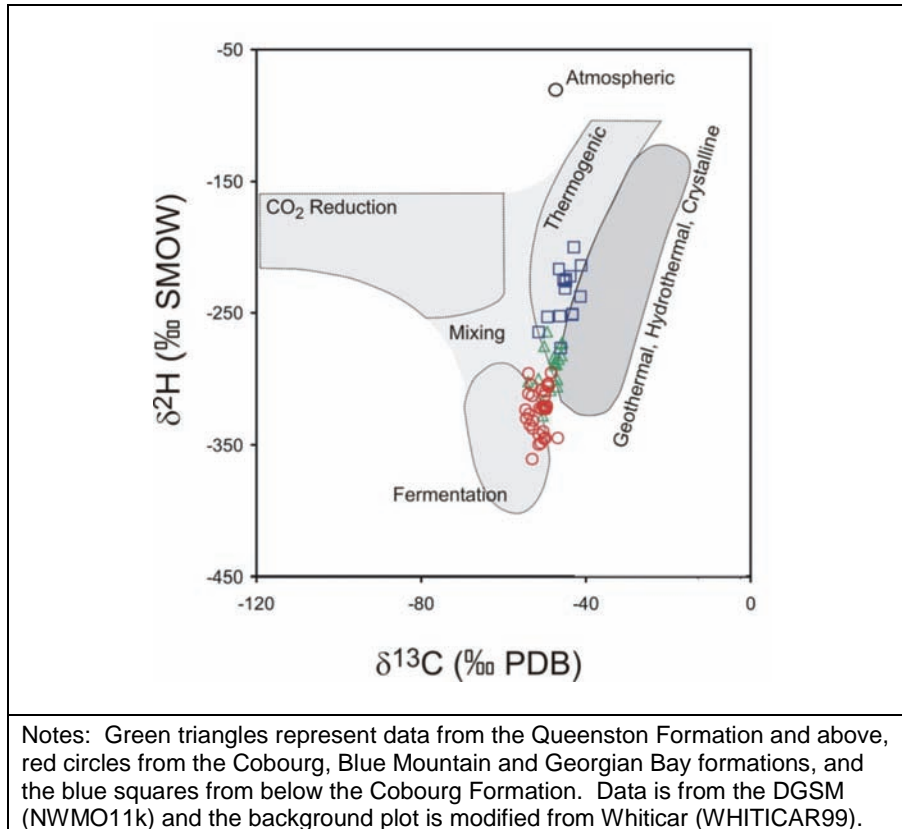 -50
Atmospheric
Thermogenic
Geothermal, Hydrothermal, Crystalline
-150
CO₂ Reduction
δ²H (‰ SMOW)
-250
Mixing
-350
Fermentation
-450
-120
-80
-40
0
δ¹³C (‰ PDB)
Notes: Green triangles represent data from the Queenston Formation and above,
red circles from the Cobourg, Blue Mountain and Georgian Bay formations, and
the blue squares from below the Cobourg Formation. Data is from the DGSM
(NWMO11k) and the background plot is modified from Whiticar (WHITICAR99).